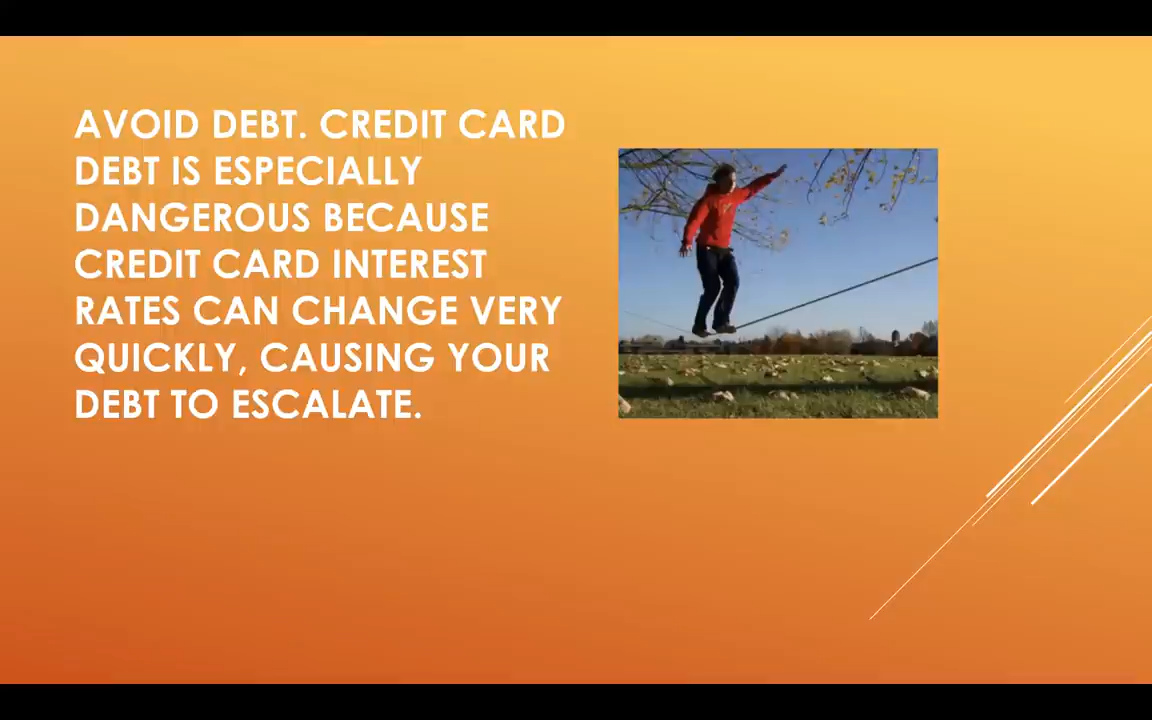 AVOID DEBT. CREDIT CARD
DEBT IS ESPECIALLY
DANGEROUS BECAUSE
CREDIT CARD INTEREST
RATES CAN CHANGE VERY
QUICKLY, CAUSING YOUR
DEBT TO ESCALATE.